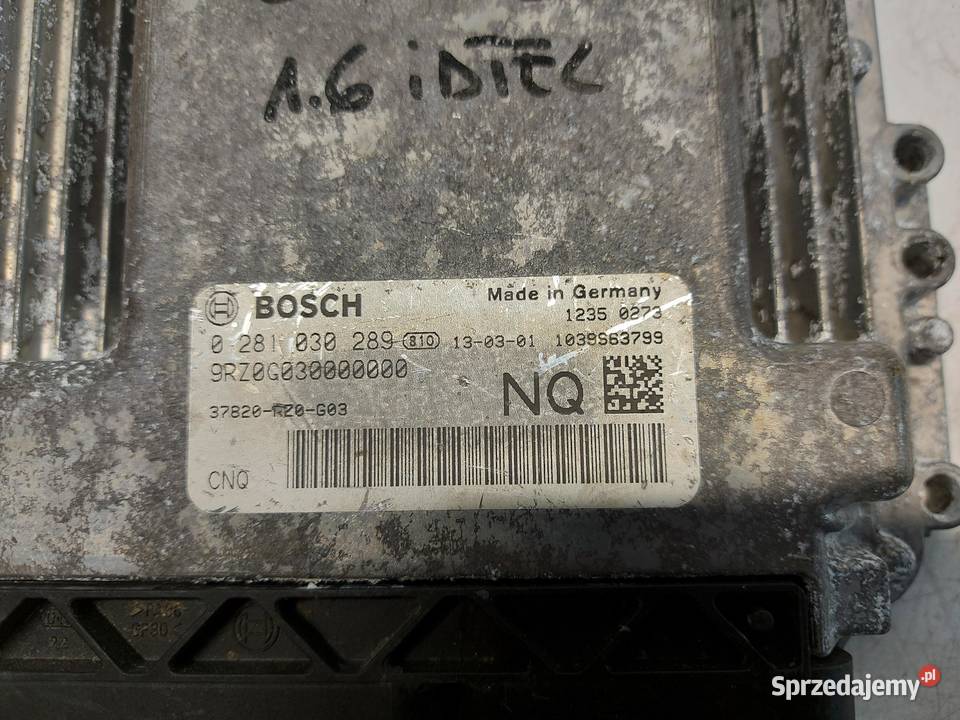 1.6 iDTEC
BOSCH
Made in Germany
1235 0273
0 281 030 289 810 13-03-01 1039S63799
9RZ0G030000000
37820-RZ0-G03
NQ
CNQ
Sprzedajemy.pl